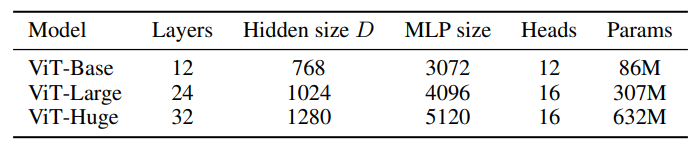 Model Layers Hidden size D MLP size Heads Params
ViT-Base 12 768 3072 12 86M
ViT-Large 24 1024 4096 16 307M
ViT-Huge 32 1280 5120 16 632M